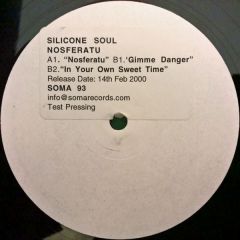 SILICONE SOUL
NOSFERATU
A1. “Nosferatu” B1.‘Gimme Danger”
B2.“In Your Own Sweet Time”
Release Date: 14th Feb 2000
SOMA 93
info@somarecords.com
Test Pressing